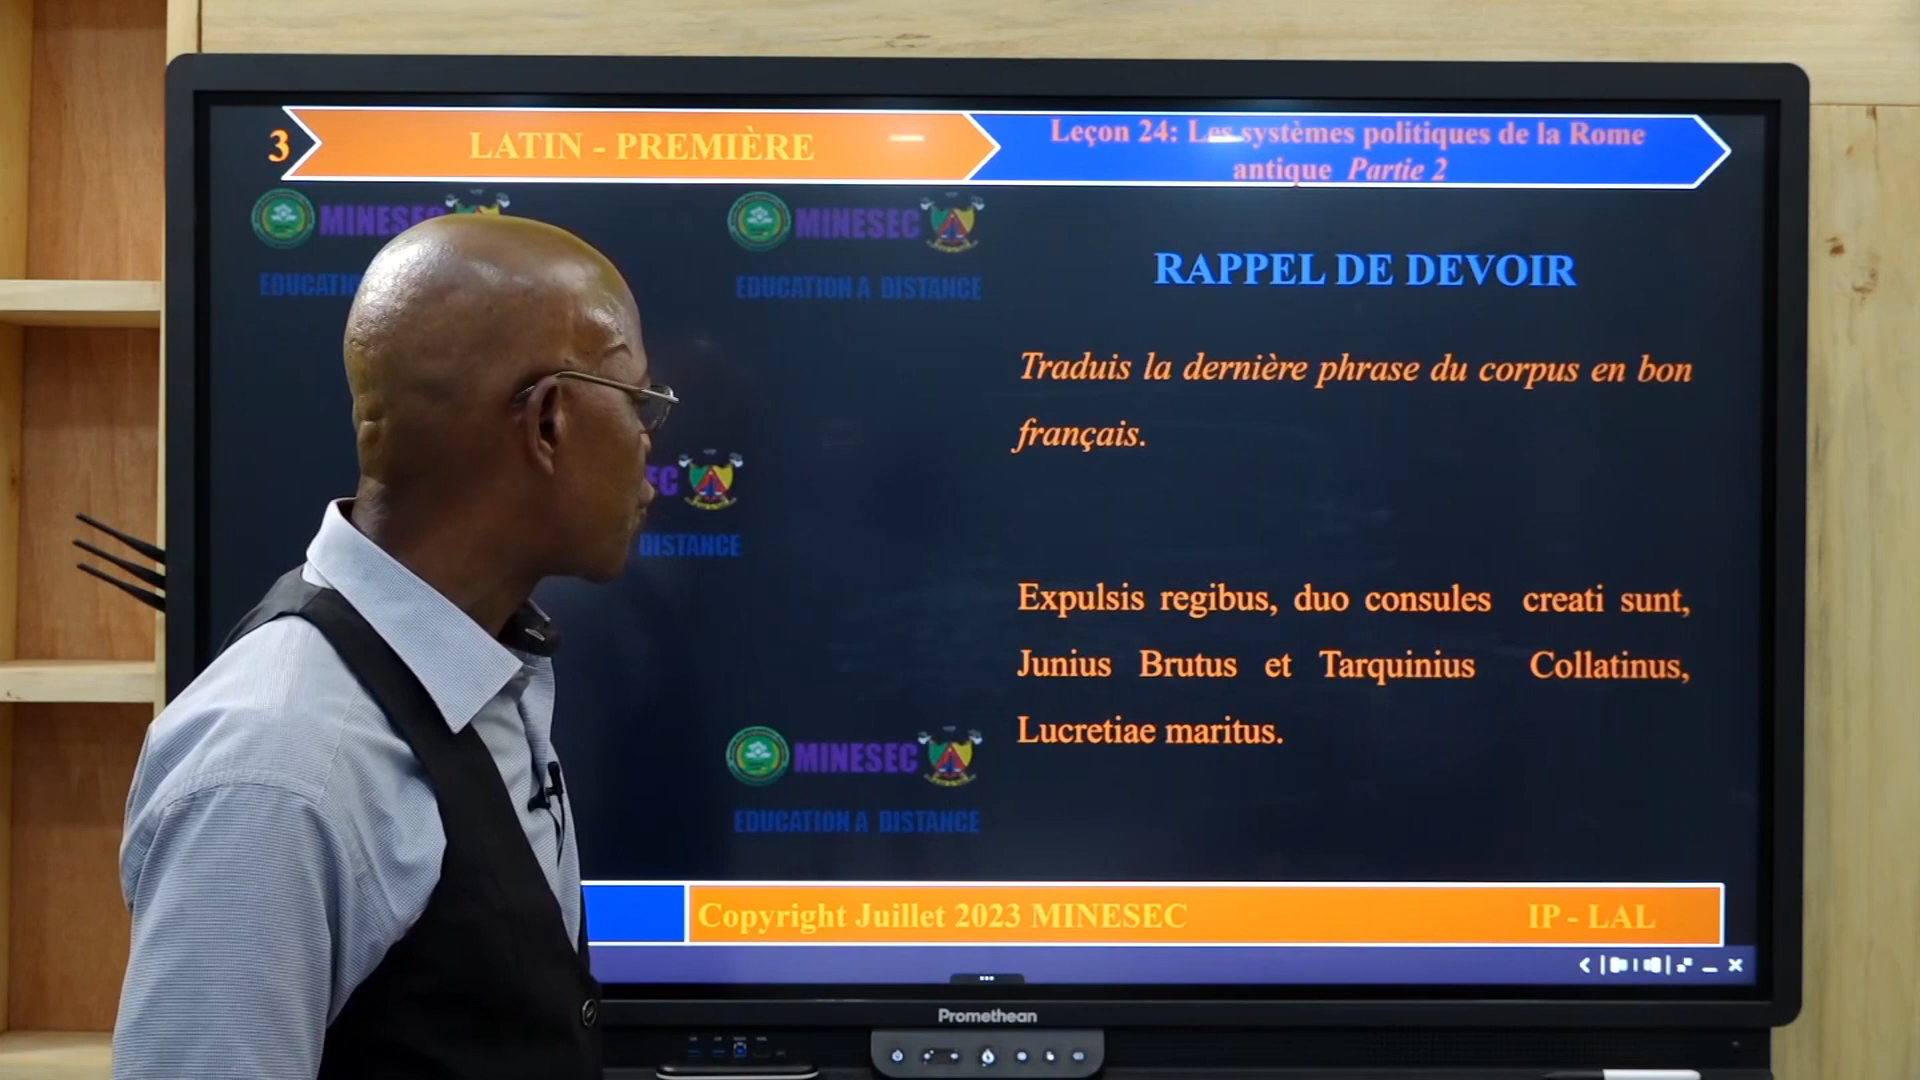 3
LATIN - PREMIÈRE
Leçon 24: Les systèmes politiques de la Rome
antique Partie 2
MINESEC
MINESEC
EDUCATION A DISTANCE
RAPPEL DE DEVOIR
Traduis la dernière phrase du corpus en bon
français.
DISTANCE
Expulsis regibus, duo consules creati sunt,
Junius Brutus et Tarquinius Collatinus,
Lucretiae maritus.
MINESEC
EDUCATION A DISTANCE
Copyright Juillet 2023 MINESEC
IP - LAL
Promethean